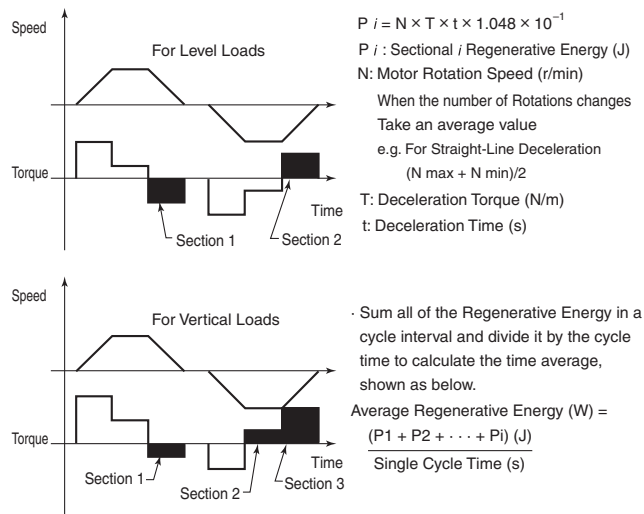 Speed
For Level Loads
Torque
Time
Section 1
Section 2
P i = N × T × t × 1.048 × 10⁻¹
P i : Sectional i Regenerative Energy (J)
N: Motor Rotation Speed (r/min)
When the number of Rotations changes
Take an average value
e.g. For Straight-Line Deceleration
(N max + N min)/2
T: Deceleration Torque (N/m)
t: Deceleration Time (s)
Speed
For Vertical Loads
Torque
Time
Section 1
Section 2
Section 3
· Sum all of the Regenerative Energy in a
cycle interval and divide it by the cycle
time to calculate the time average,
shown as below.
Average Regenerative Energy (W) =
(P1 + P2 + · · · + Pi) (J)
Single Cycle Time (s)